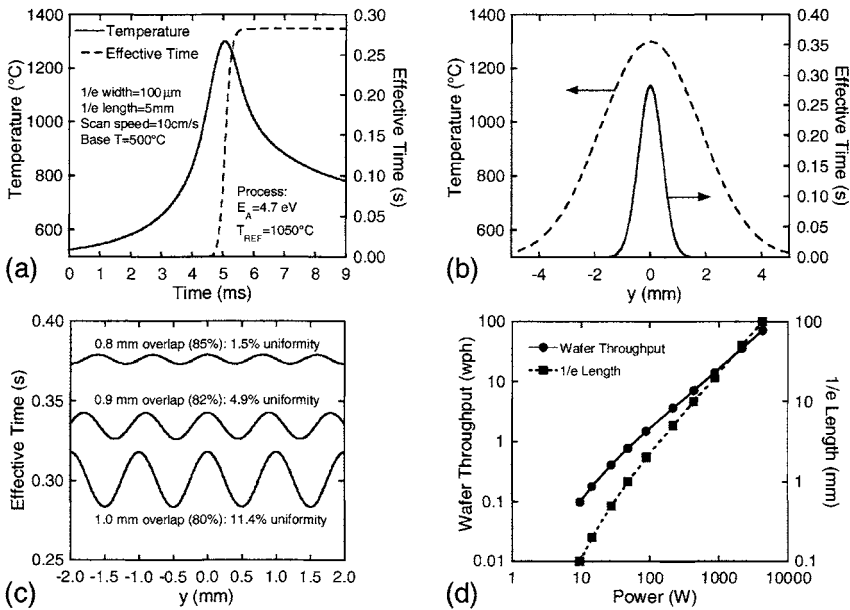 1400
1200
1000
800
600
Temperature (°C)
Temperature
Effective Time
1/e width=100 µm
1/e length=5mm
Scan speed=10cm/s
Base T=500°C
Process:
E_A=4.7 eV
T_REF=1050°C
0.30
0.25
0.20
0.15
0.10
0.05
0.00
Effective Time (s)
0 1 2 3 4 5 6 7 8 9
Time (ms)
(a)
1400
1200
1000
800
600
Temperature (°C)
0.40
0.35
0.30
0.25
0.20
0.15
0.10
0.05
0.00
Effective Time (s)
-4 -2 0 2 4
y (mm)
(b)
0.40
0.35
0.30
0.25
Effective Time (s)
0.8 mm overlap (85%): 1.5% uniformity
0.9 mm overlap (82%): 4.9% uniformity
1.0 mm overlap (80%): 11.4% uniformity
-2.0 -1.5 -1.0 -0.5 0.0 0.5 1.0 1.5 2.0
y (mm)
(c)
100
10
1
0.1
0.01
Wafer Throughput (wph)
Wafer Throughput
1/e Length
100
10
1
0.1
1/e Length (mm)
1 10 100 1000 10000
Power (W)
(d)